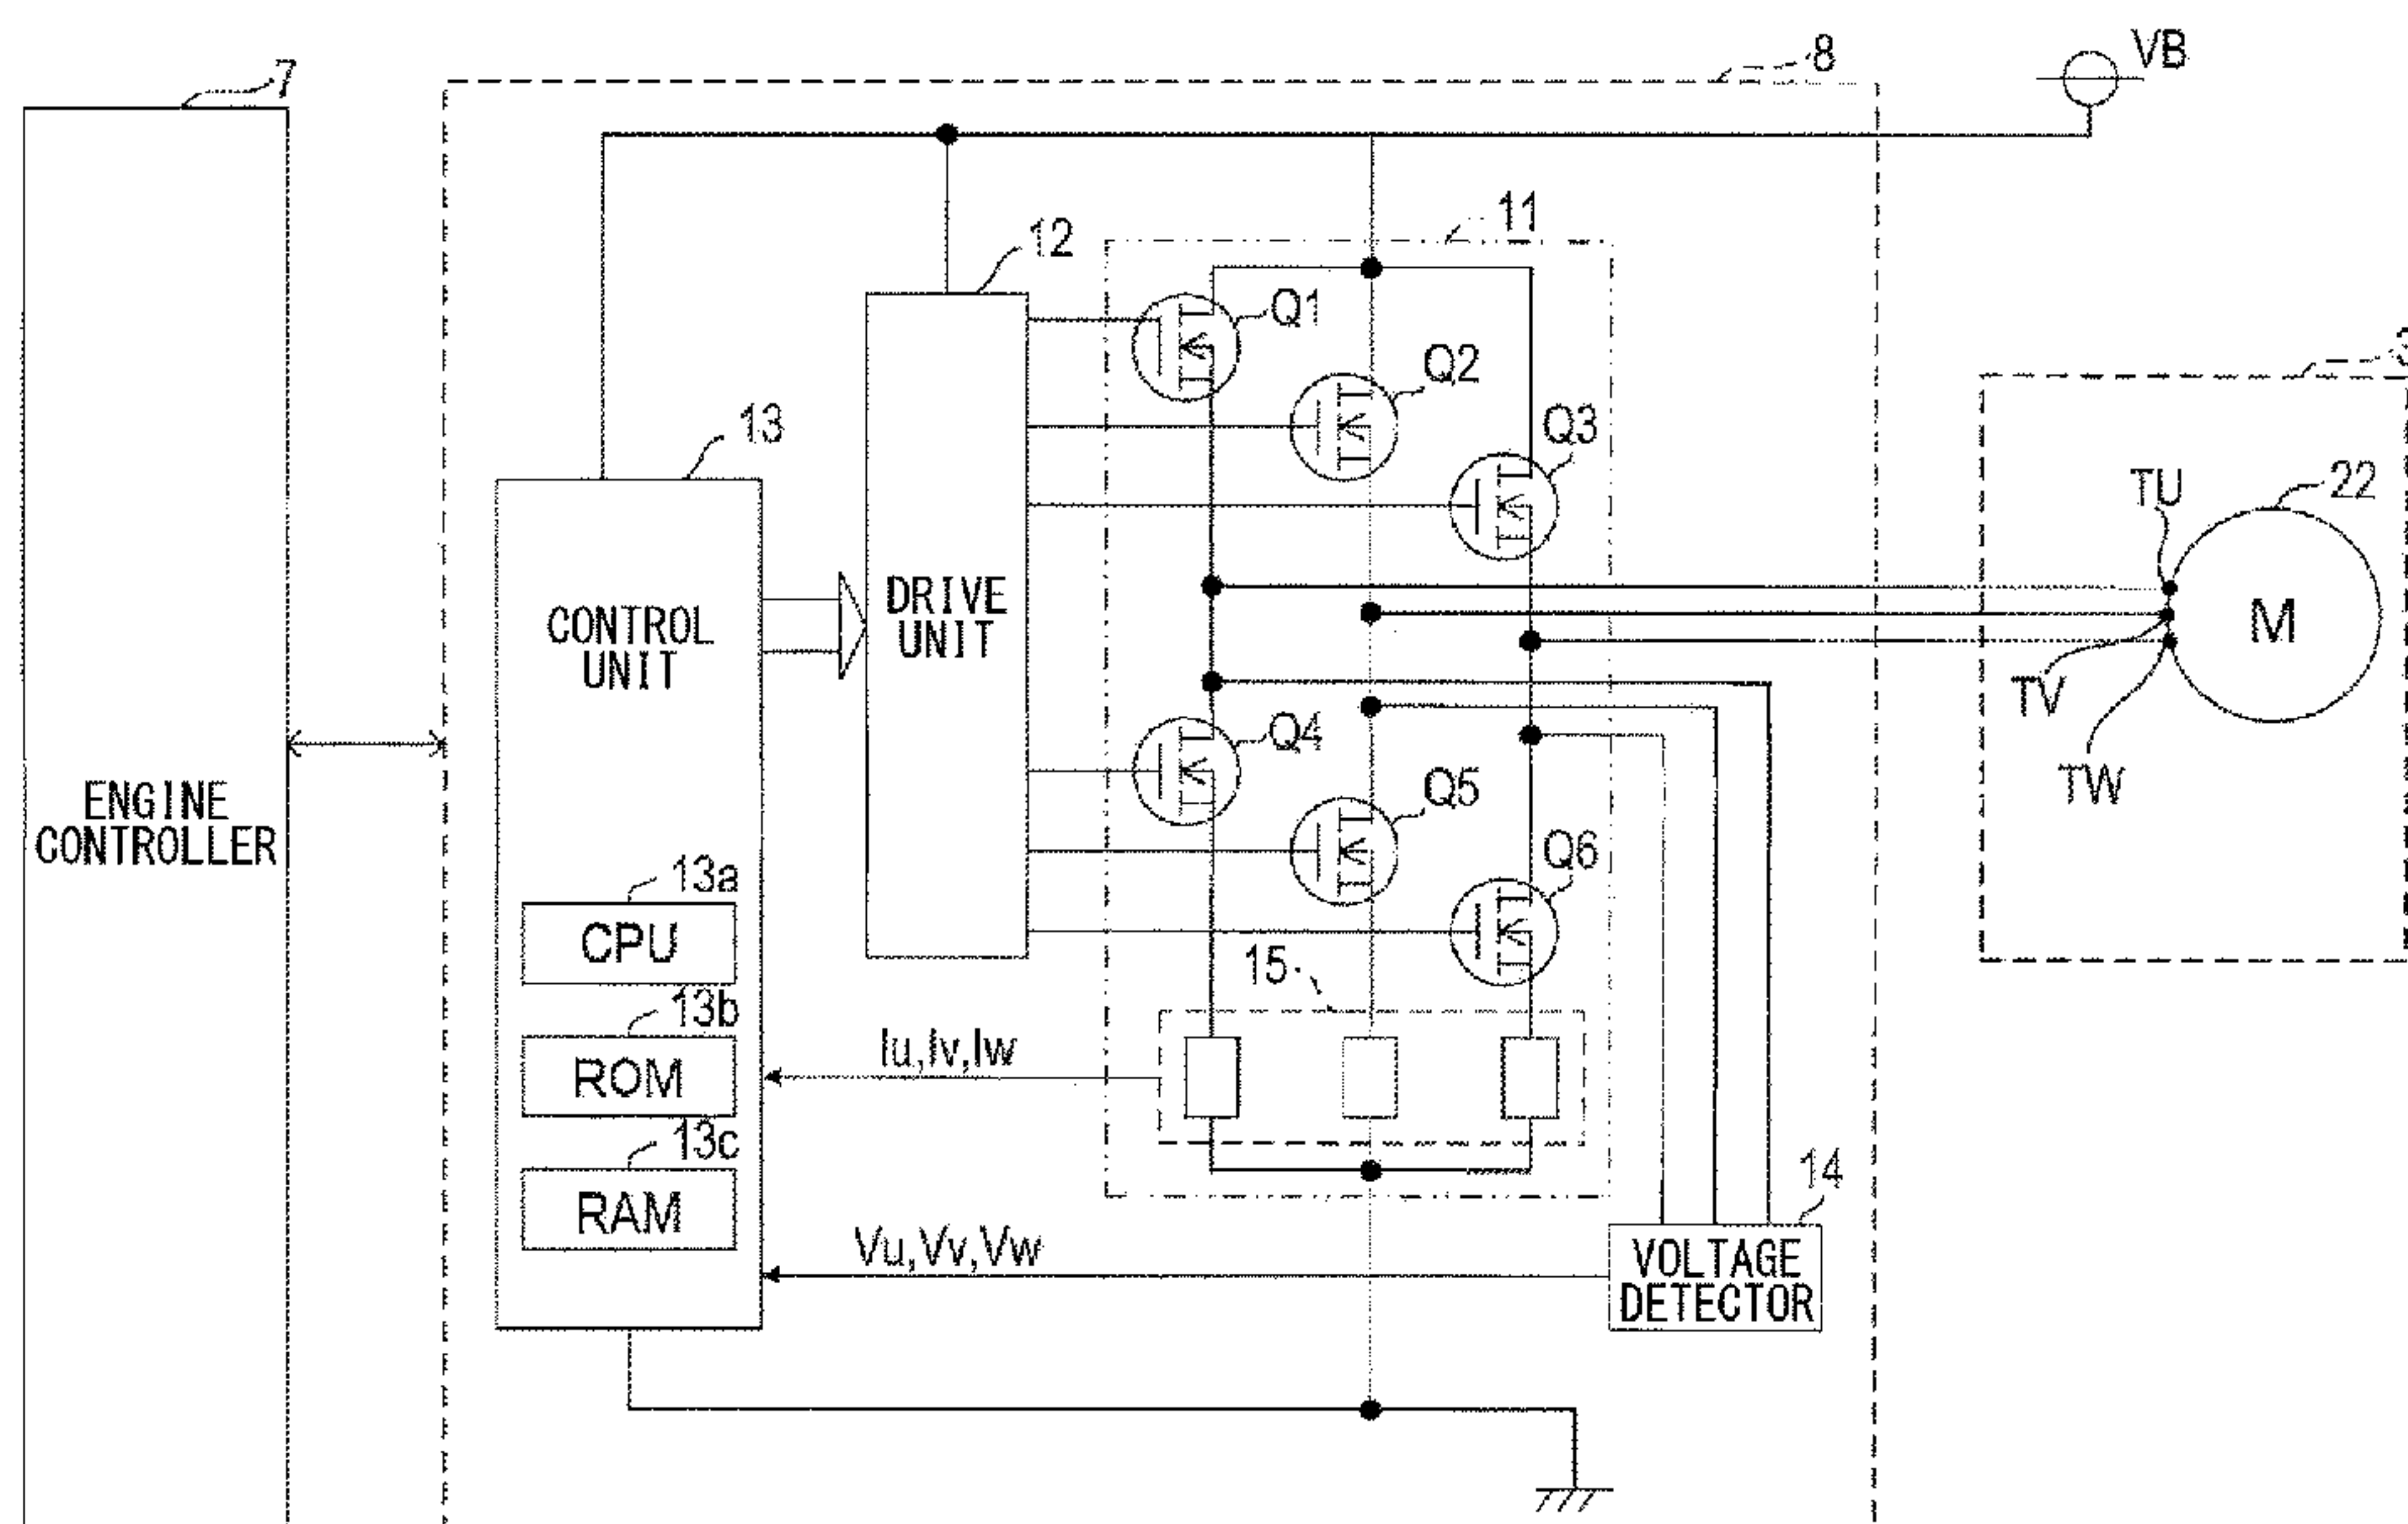 7
8
VB
11
12
Q1
Q2
3
13
Q3
22
TU
CONTROL
UNIT
DRIVE
UNIT
M
TV
Q4
TW
Q5
ENGINE
CONTROLLER
Q6
13a
CPU
15
13b
ROM
Iu,Iv,Iw
13c
RAM
14
Vu,Vv,Vw
VOLTAGE
DETECTOR